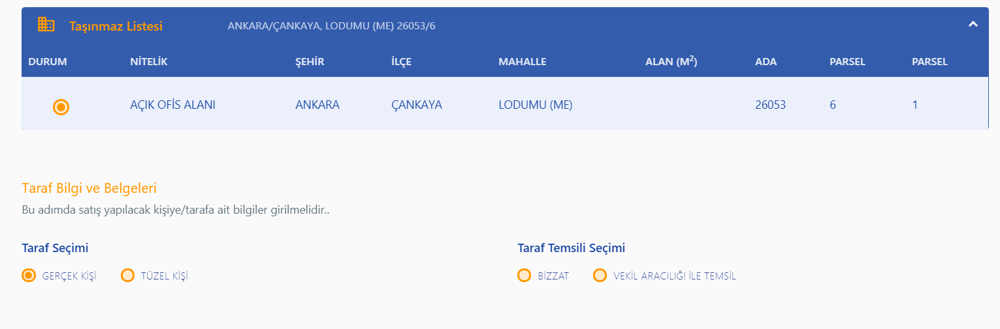 Taşınmaz Listesi ANKARA/ÇANKAYA, LODUMU (ME) 26053/6
DURUM NİTELİK ŞEHİR İLÇE MAHALLE ALAN (M²) ADA PARSEL PARSEL
AÇIK OFİS ALANI ANKARA ÇANKAYA LODUMU (ME) 26053 6 1
Taraf Bilgi ve Belgeleri
Bu adımda satış yapılacak kişiye/tarafa ait bilgiler girilmelidir..
Taraf Seçimi Taraf Temsili Seçimi
GERÇEK KİŞİ TÜZEL KİŞİ BİZZAT VEKİL ARACILIĞI İLE TEMSİL